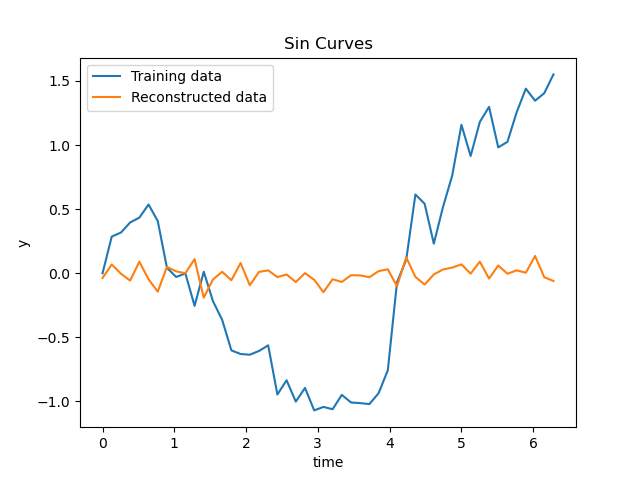 Sin Curves
Training data
Reconstructed data
1.5
1.0
0.5
0.0
−0.5
−1.0
y
0 1 2 3 4 5 6
time